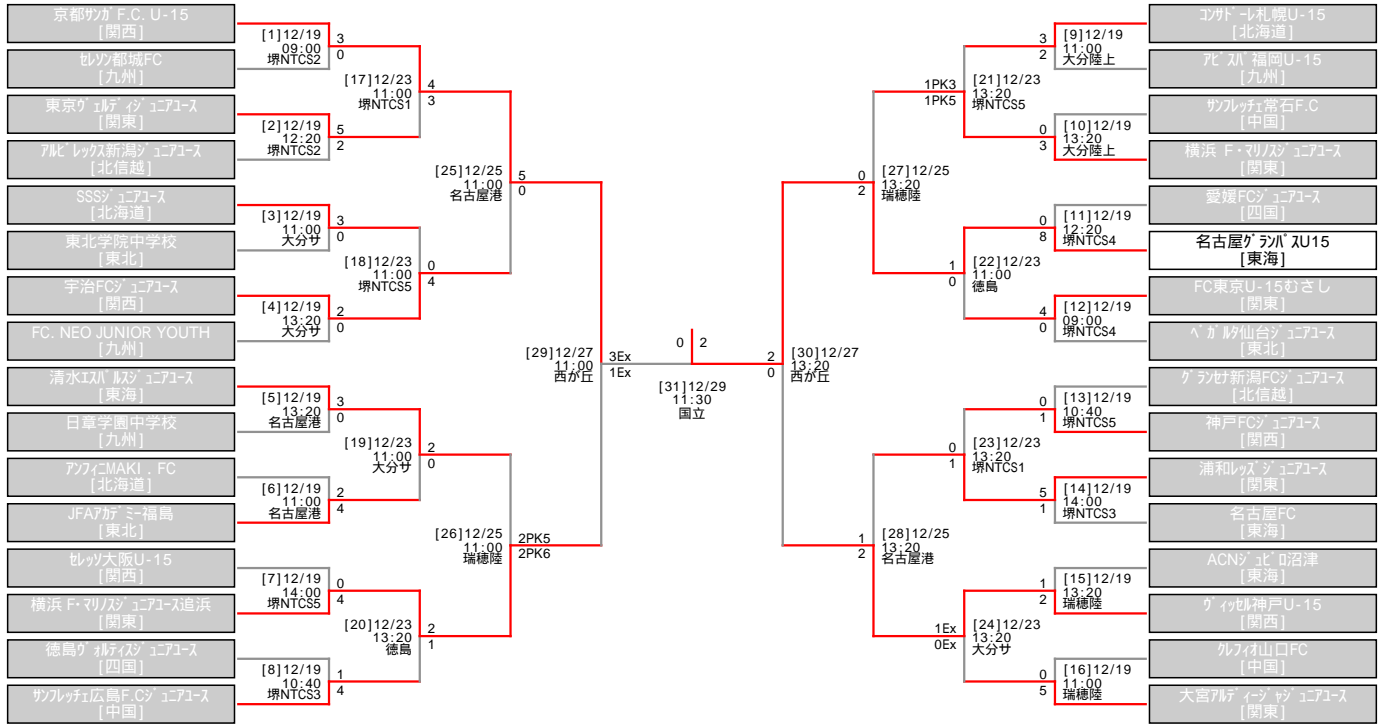 京都サンガF.C. U-15
[関西]
セレソン都城FC
[九州]
東京ヴェルディジュニアユース
[関東]
アルビレックス新潟ジュニアユース
[北信越]
SSSジュニアユース
[北海道]
東北学院中学校
[東北]
宇治FCジュニアユース
[関西]
FC. NEO JUNIOR YOUTH
[九州]
清水エスパルスジュニアユース
[東海]
日章学園中学校
[九州]
アンフィニMAKI．FC
[北海道]
JFAアカデミー福島
[東北]
セレッソ大阪U-15
[関西]
横浜F・マリノスジュニアユース追浜
[関東]
徳島ヴォルティスジュニアユース
[四国]
サンフレッチェ広島F.Cジュニアユース
[中国]
[1]12/19
09:00
堺NTCS2
3
0
[2]12/19
12:20
堺NTCS2
5
2
[3]12/19
11:00
大分サ
3
0
[4]12/19
13:20
大分サ
2
0
[5]12/19
13:20
名古屋港
3
0
[6]12/19
11:00
名古屋港
2
4
[7]12/19
14:00
堺NTCS5
0
4
[8]12/19
10:40
堺NTCS3
1
4
[17]12/23
11:00
堺NTCS1
4
3
[18]12/23
11:00
堺NTCS5
0
4
[19]12/23
11:00
大分サ
2
0
[20]12/23
13:20
徳島
2
1
[25]12/25
11:00
名古屋港
5
0
[26]12/25
11:00
瑞穂陸
2PK5
2PK6
[29]12/27
11:00
西が丘
3Ex
1Ex
0 2
[31]12/29
11:30
国立
2
0
[30]12/27
13:20
西が丘
0
2
[27]12/25
13:20
瑞穂陸
1
2
[28]12/25
13:20
名古屋港
1PK3
1PK5
[21]12/23
13:20
堺NTCS5
1
0
[22]12/23
11:00
徳島
0
1
[23]12/23
13:20
堺NTCS1
1Ex
0Ex
[24]12/23
13:20
大分サ
3
2
[9]12/19
11:00
大分陸上
0
3
[10]12/19
13:20
大分陸上
0
8
[11]12/19
12:20
堺NTCS4
4
0
[12]12/19
09:00
堺NTCS4
0
1
[13]12/19
10:40
堺NTCS5
5
1
[14]12/19
14:00
堺NTCS3
1
2
[15]12/19
13:20
瑞穂陸
0
5
[16]12/19
11:00
瑞穂陸
コンサドーレ札幌U-15
[北海道]
アビスパ福岡U-15
[九州]
サンフレッチェ常石F.C
[中国]
横浜F・マリノスジュニアユース
[関東]
愛媛FCジュニアユース
[四国]
名古屋グランパスU15
[東海]
FC東京U-15むさし
[関東]
ベガルタ仙台ジュニアユース
[東北]
グランセナ新潟FCジュニアユース
[北信越]
神戸FCジュニアユース
[関西]
浦和レッズジュニアユース
[関東]
名古屋FC
[東海]
ACNジュビロ沼津
[東海]
ヴィッセル神戸U-15
[関西]
クレフィオ山口FC
[中国]
大宮アルディージャジュニアユース
[関東]